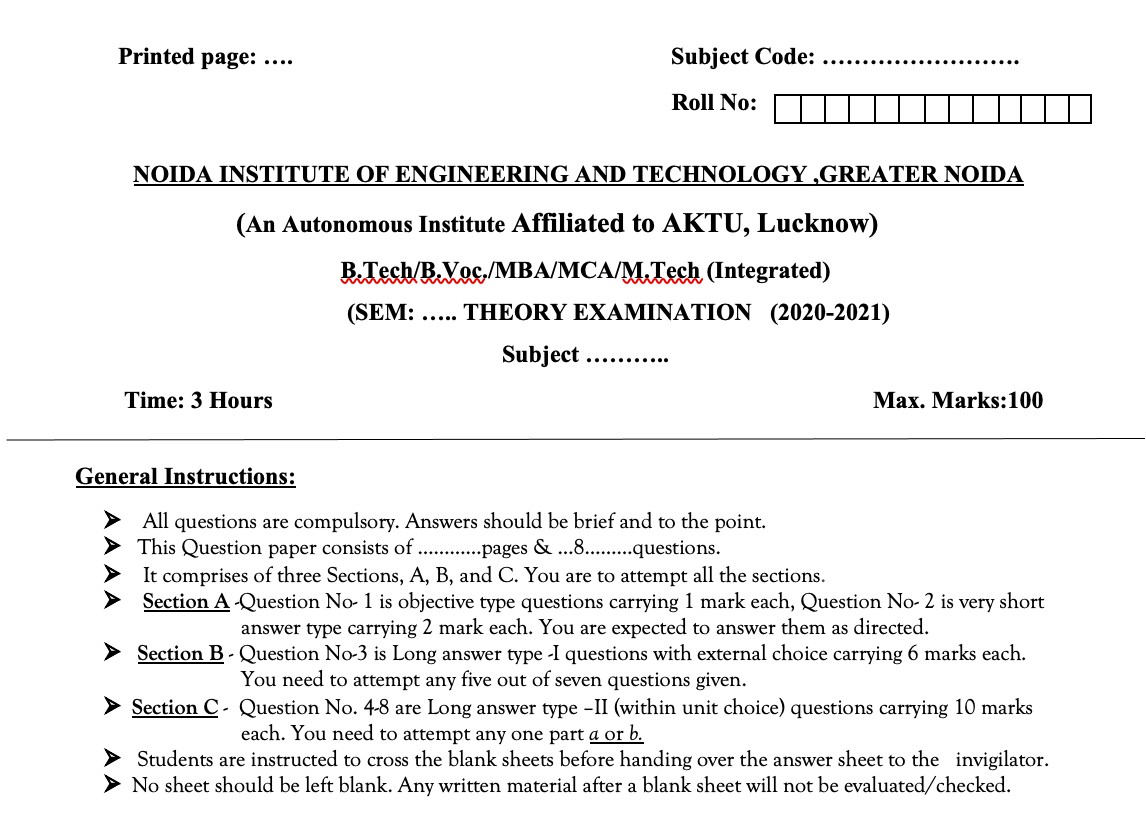 Printed page: ….
Subject Code: …………………….
Roll No:
NOIDA INSTITUTE OF ENGINEERING AND TECHNOLOGY ,GREATER NOIDA
(An Autonomous Institute Affiliated to AKTU, Lucknow)
B.Tech/B.Voc./MBA/MCA/M.Tech (Integrated)
(SEM: ….. THEORY EXAMINATION (2020-2021)
Subject ………..
Time: 3 Hours
Max. Marks:100
General Instructions:
➢ All questions are compulsory. Answers should be brief and to the point.
➢ This Question paper consists of …………pages & …8………questions.
➢ It comprises of three Sections, A, B, and C. You are to attempt all the sections.
➢ Section A -Question No- 1 is objective type questions carrying 1 mark each, Question No- 2 is very short
answer type carrying 2 mark each. You are expected to answer them as directed.
➢ Section B - Question No-3 is Long answer type -I questions with external choice carrying 6 marks each.
You need to attempt any five out of seven questions given.
➢ Section C - Question No. 4-8 are Long answer type –II (within unit choice) questions carrying 10 marks
each. You need to attempt any one part a or b.
➢ Students are instructed to cross the blank sheets before handing over the answer sheet to the invigilator.
➢ No sheet should be left blank. Any written material after a blank sheet will not be evaluated/checked.